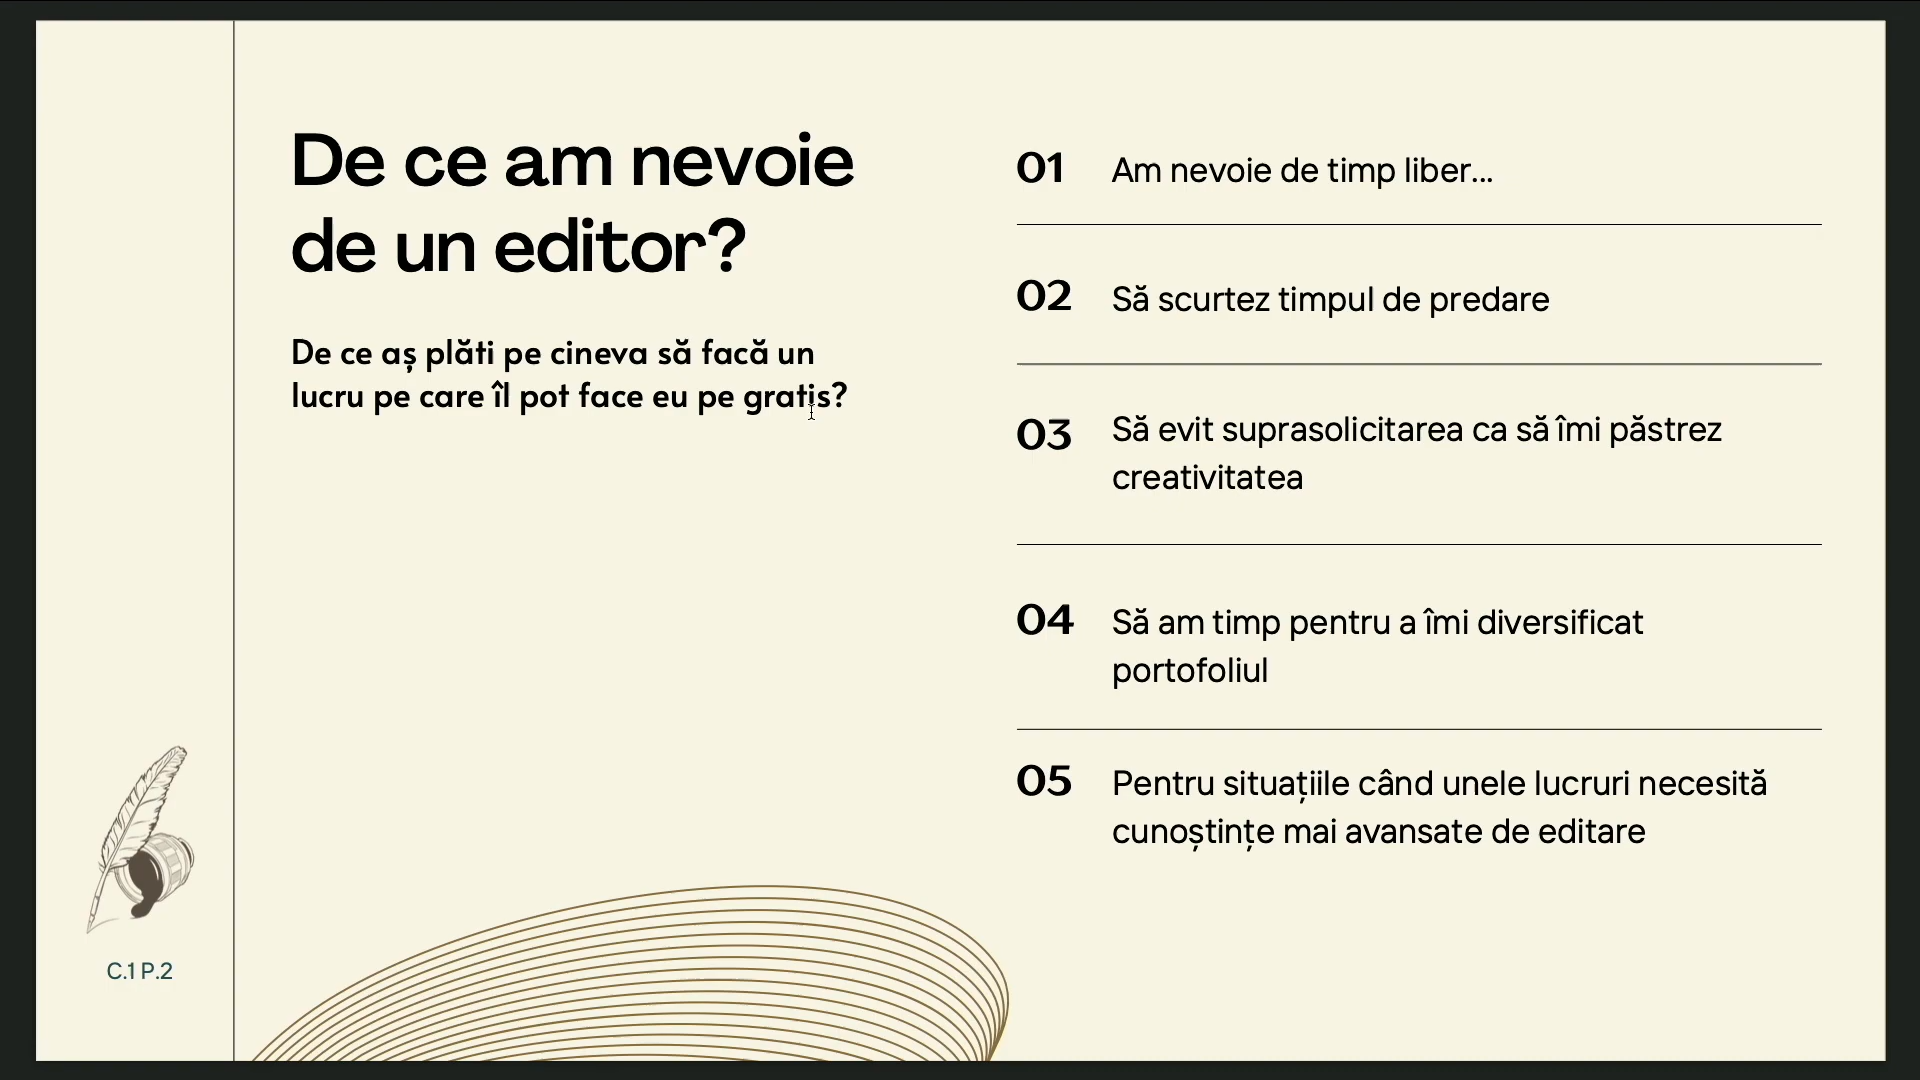 De ce am nevoie
de un editor?
De ce aș plăti pe cineva să facă un
lucru pe care îl pot face eu pe gratis?
01 Am nevoie de timp liber...
02 Să scurtez timpul de predare
03 Să evit suprasolicitarea ca să îmi păstrez
creativitatea
04 Să am timp pentru a îmi diversificat
portofoliul
05 Pentru situațiile când unele lucruri necesită
cunoștințe mai avansate de editare
C.1 P.2